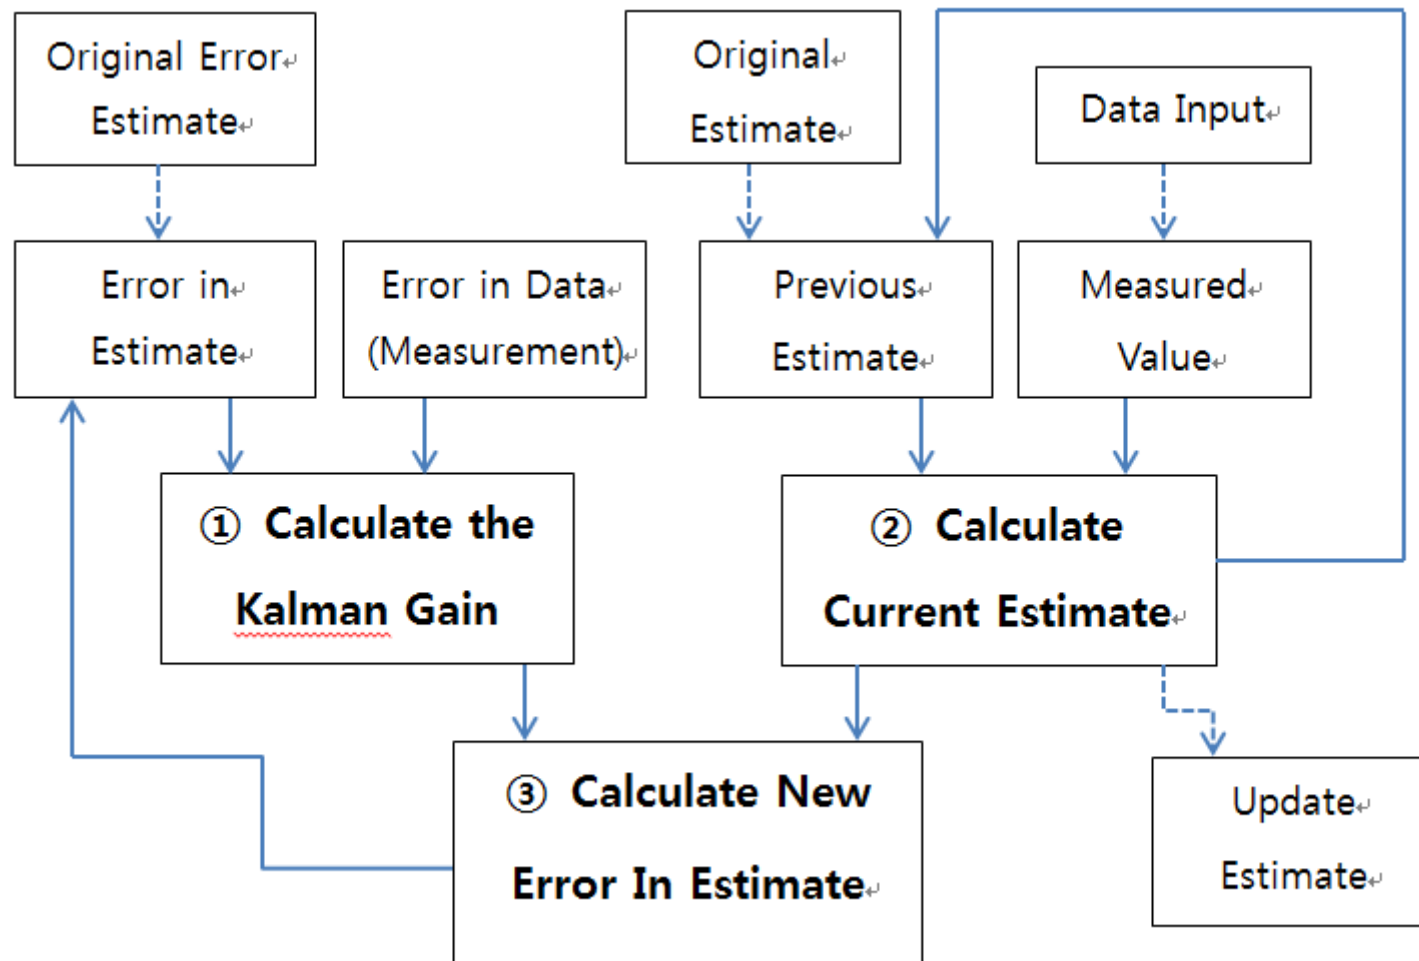 Original Error
Estimate
Original
Estimate
Data Input
Error in
Estimate
Error in Data
(Measurement)
Previous
Estimate
Measured
Value
① Calculate the
Kalman Gain
② Calculate
Current Estimate
③ Calculate New
Error In Estimate
Update
Estimate